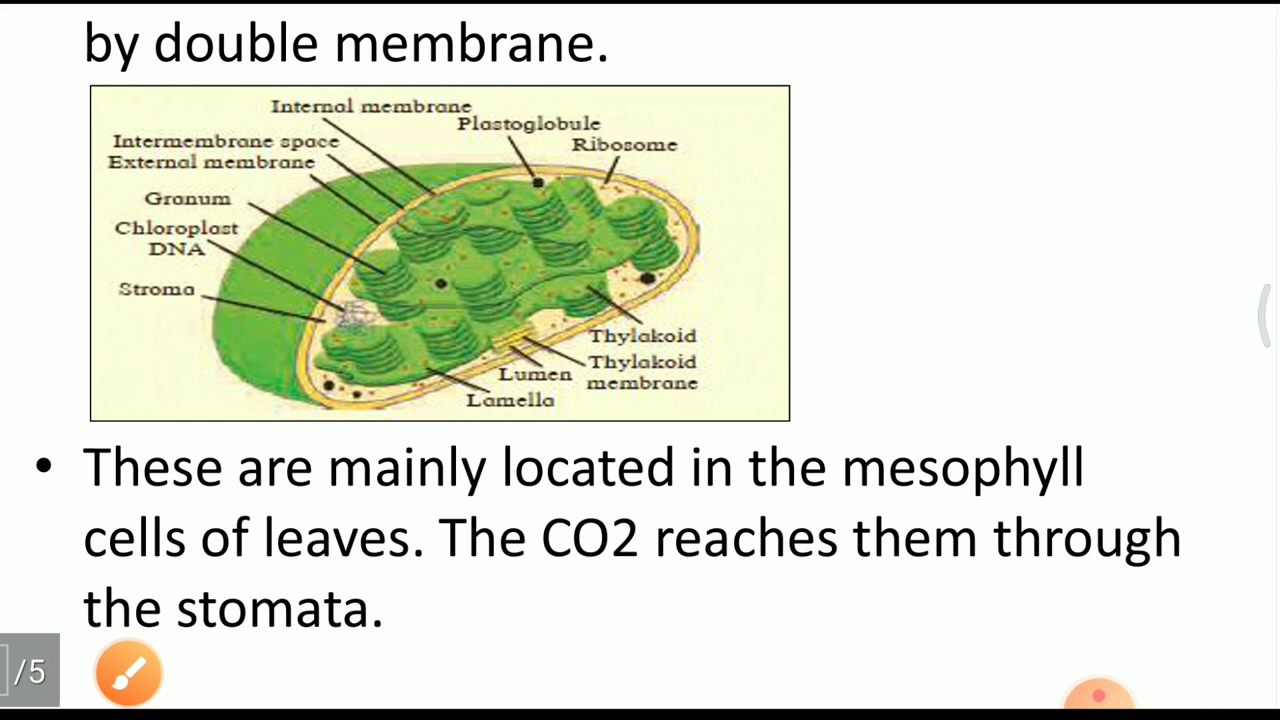 by double membrane.
Internal membrane
Plastoglobule
Intermembrane space
Ribosome
External membrane
Granum
Chloroplast
DNA
Stroma
Thylakoid
Thylakoid
membrane
Lumen
Lamella
• These are mainly located in the mesophyll
cells of leaves. The CO2 reaches them through
the stomata.
/5